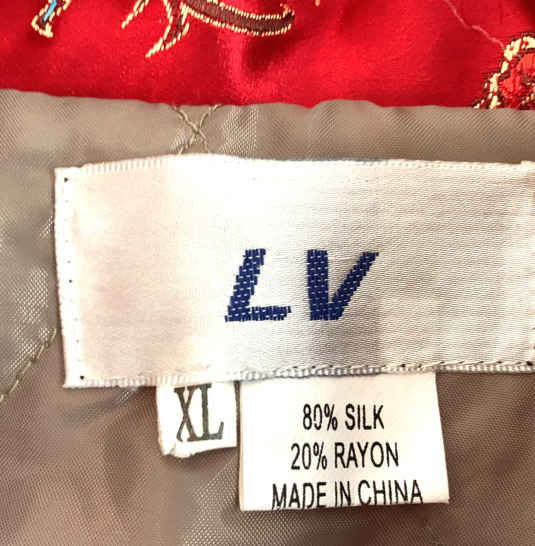 LV
XL
80% SILK
20% RAYON
MADE IN CHINA